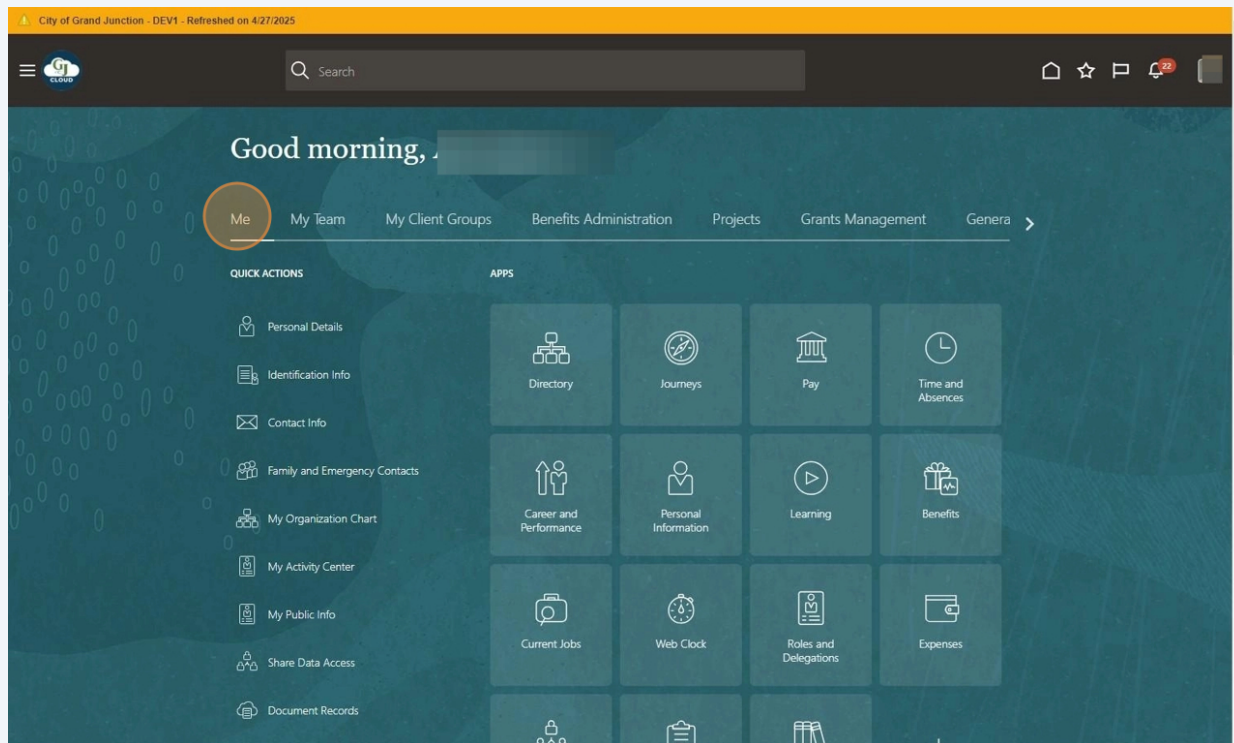 City of Grand Junction - DEV1 - Refreshed on 4/27/2025
GJ
CLOUD
Search
22
Good morning,
Me My Team My Client Groups Benefits Administration Projects Grants Management Genera
QUICK ACTIONS
APPS
Personal Details
Identification Info
Contact Info
Family and Emergency Contacts
My Organization Chart
My Activity Center
My Public Info
Share Data Access
Document Records
Directory
Journeys
Pay
Time and
Absences
Career and
Performance
Personal
Information
Learning
Benefits
Current Jobs
Web Clock
Roles and
Delegations
Expenses